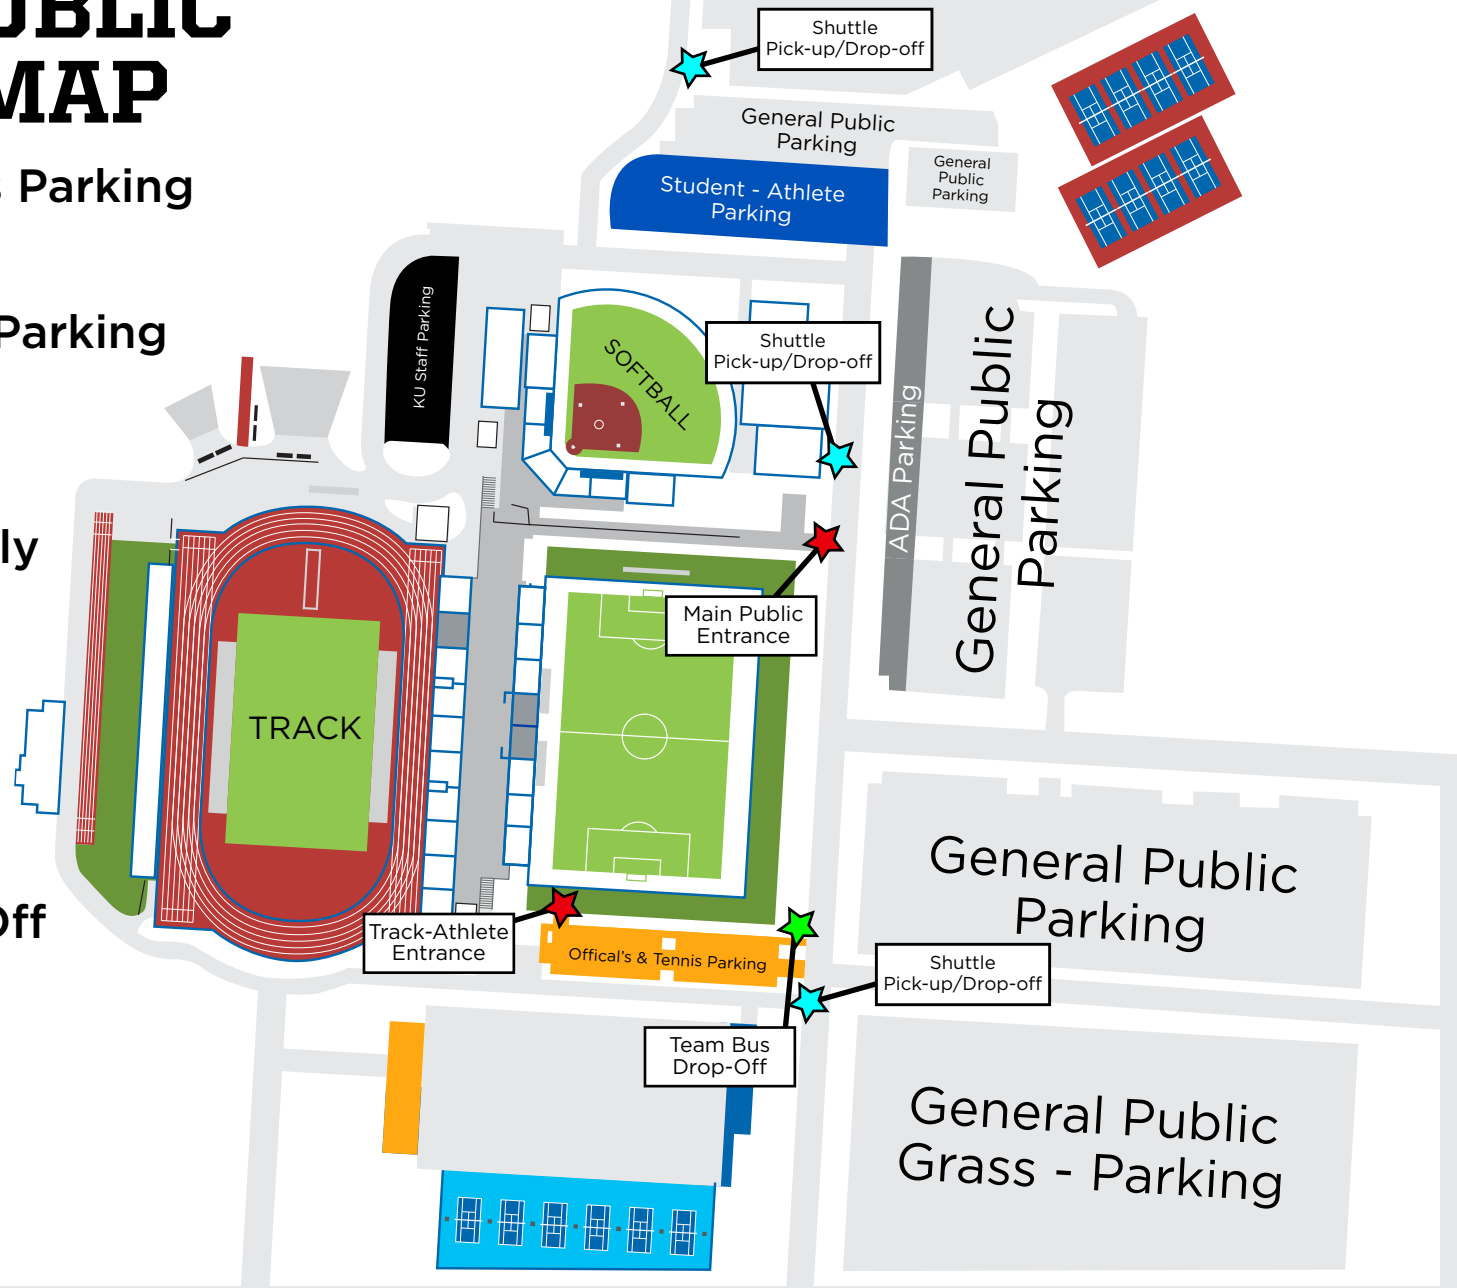 UBLIC
MAP
s Parking
Parking
ly
Off
Shuttle
Pick-up/Drop-off
General Public
Parking
General
Public
Parking
Student - Athlete
Parking
KU Staff Parking
SOFTBALL
Shuttle
Pick-up/Drop-off
ADA Parking
General Public
Parking
Main Public
Entrance
TRACK
General Public
Parking
Track-Athlete
Entrance
Offical's & Tennis Parking
Shuttle
Pick-up/Drop-off
Team Bus
Drop-Off
General Public
Grass - Parking